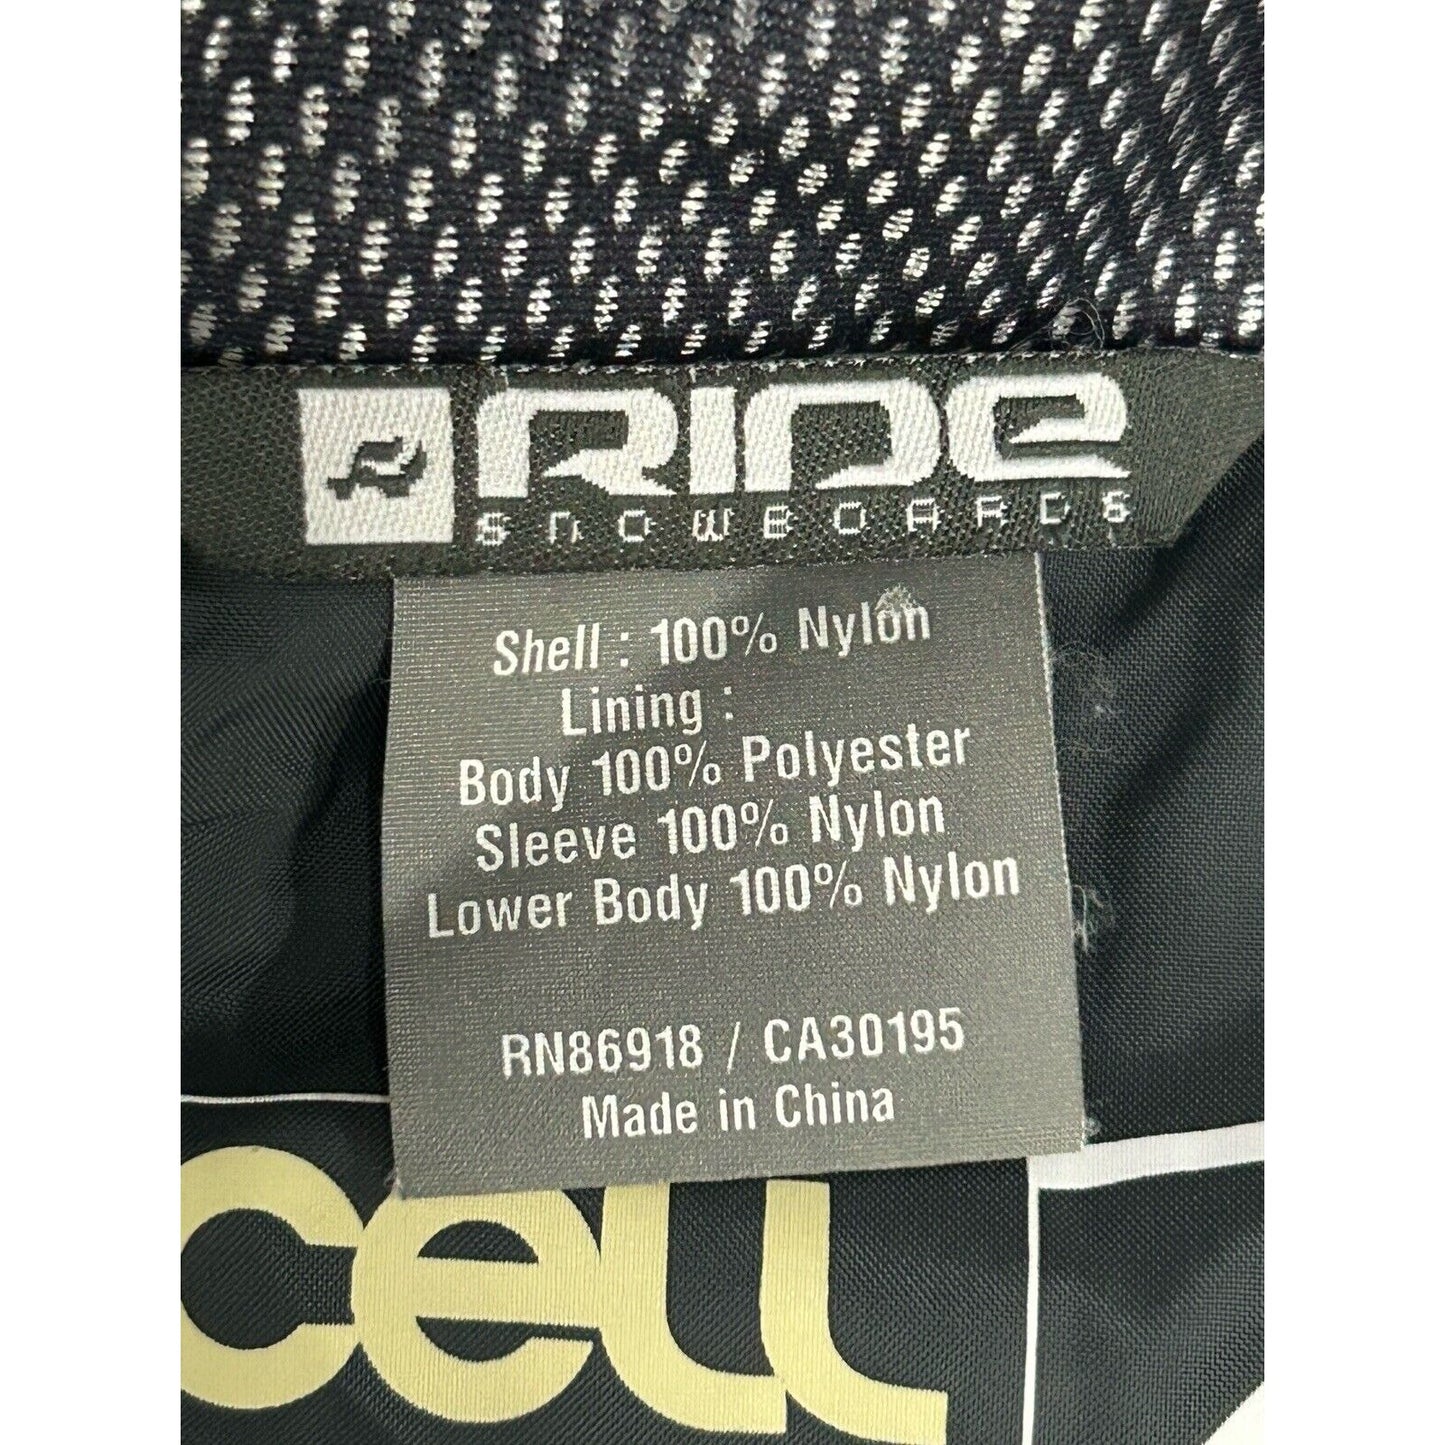 RIDE
SNOWBOARDS
Shell : 100% Nylon
Lining :
Body 100% Polyester
Sleeve 100% Nylon
Lower Body 100% Nylon
RN86918 / CA30195
Made in China
cell